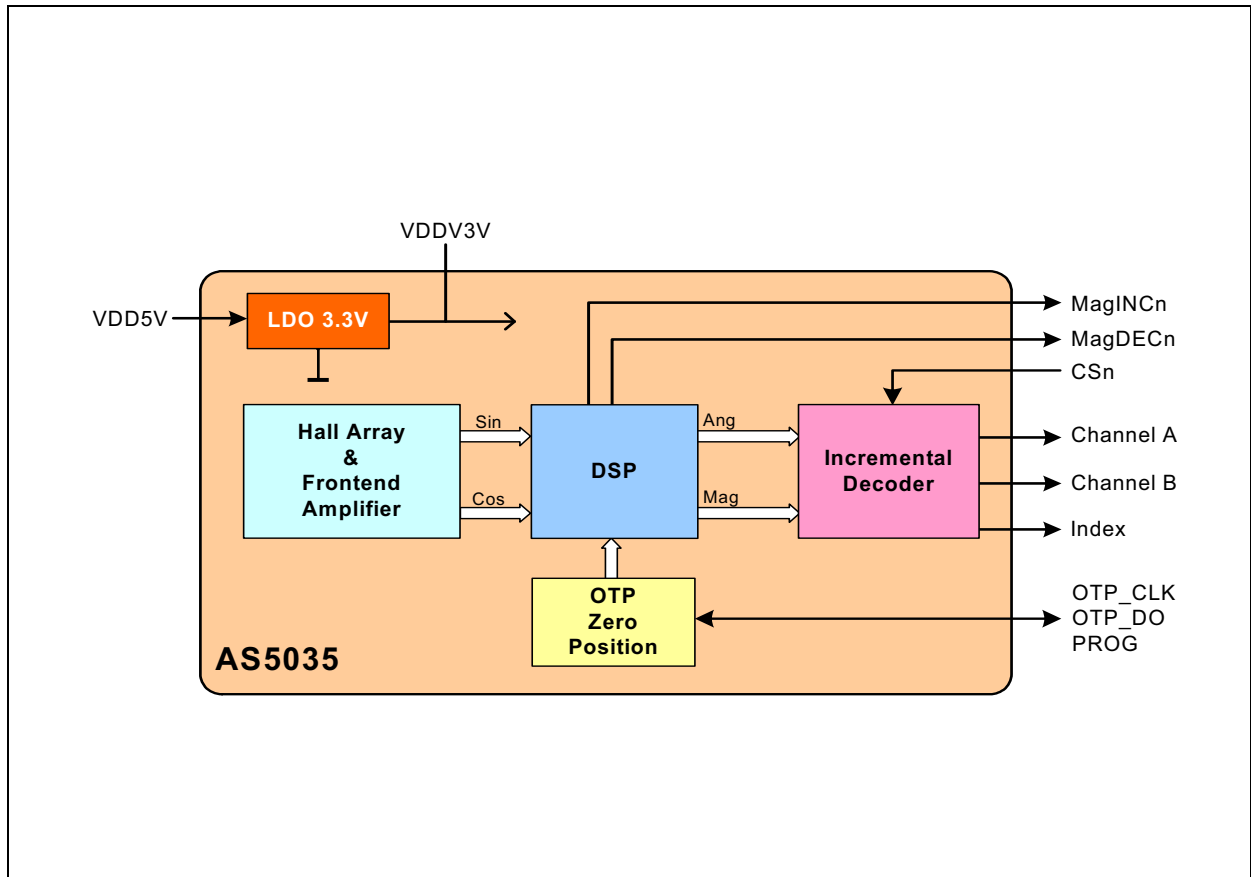 VDDV3V
VDD5V
LDO 3.3V
MagINCn
MagDECn
CSn
Hall Array
&
Frontend
Amplifier
Sin
Cos
DSP
Ang
Mag
Incremental
Decoder
Channel A
Channel B
Index
OTP
Zero
Position
OTP_CLK
OTP_DO
PROG
AS5035